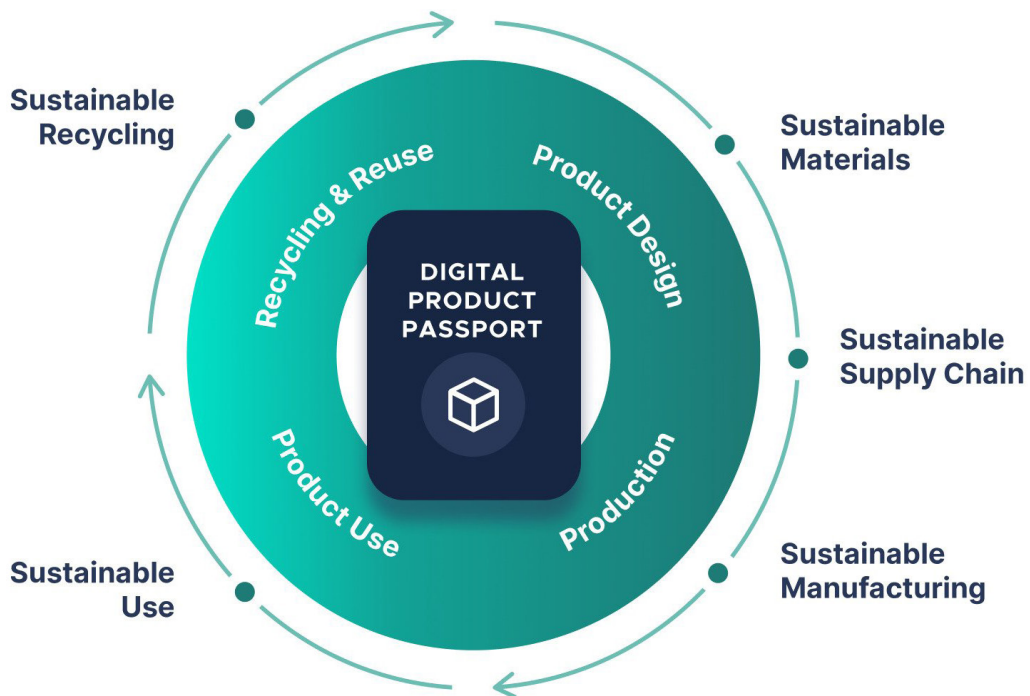 Sustainable
Recycling
Sustainable
Materials
Recycling & Reuse
Product Design
DIGITAL
PRODUCT
PASSPORT
Sustainable
Supply Chain
Product Use
Production
Sustainable
Use
Sustainable
Manufacturing